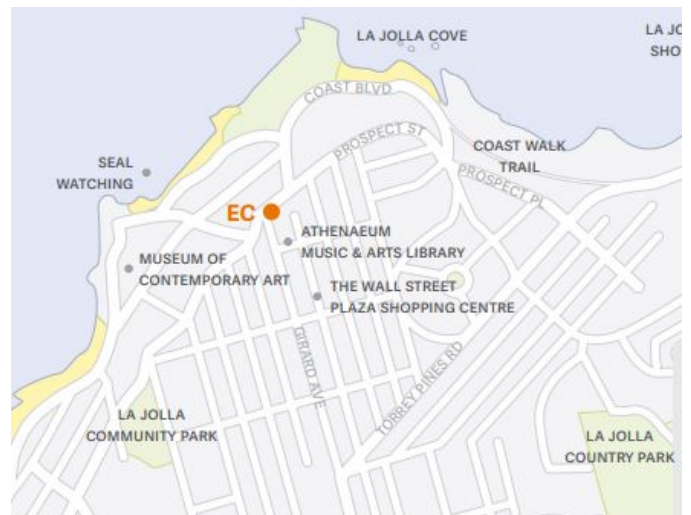 LA JOLLA COVE
LA JO
SHO
COAST BLVD
PROSPECT ST
COAST WALK
TRAIL
SEAL
WATCHING
PROSPECT PL
EC
ATHENAEUM
MUSIC & ARTS LIBRARY
MUSEUM OF
CONTEMPORARY ART
THE WALL STREET
PLAZA SHOPPING CENTRE
GIRARD AVE
TORREY PINES RD
LA JOLLA
COMMUNITY PARK
LA JOLLA
COUNTRY PARK